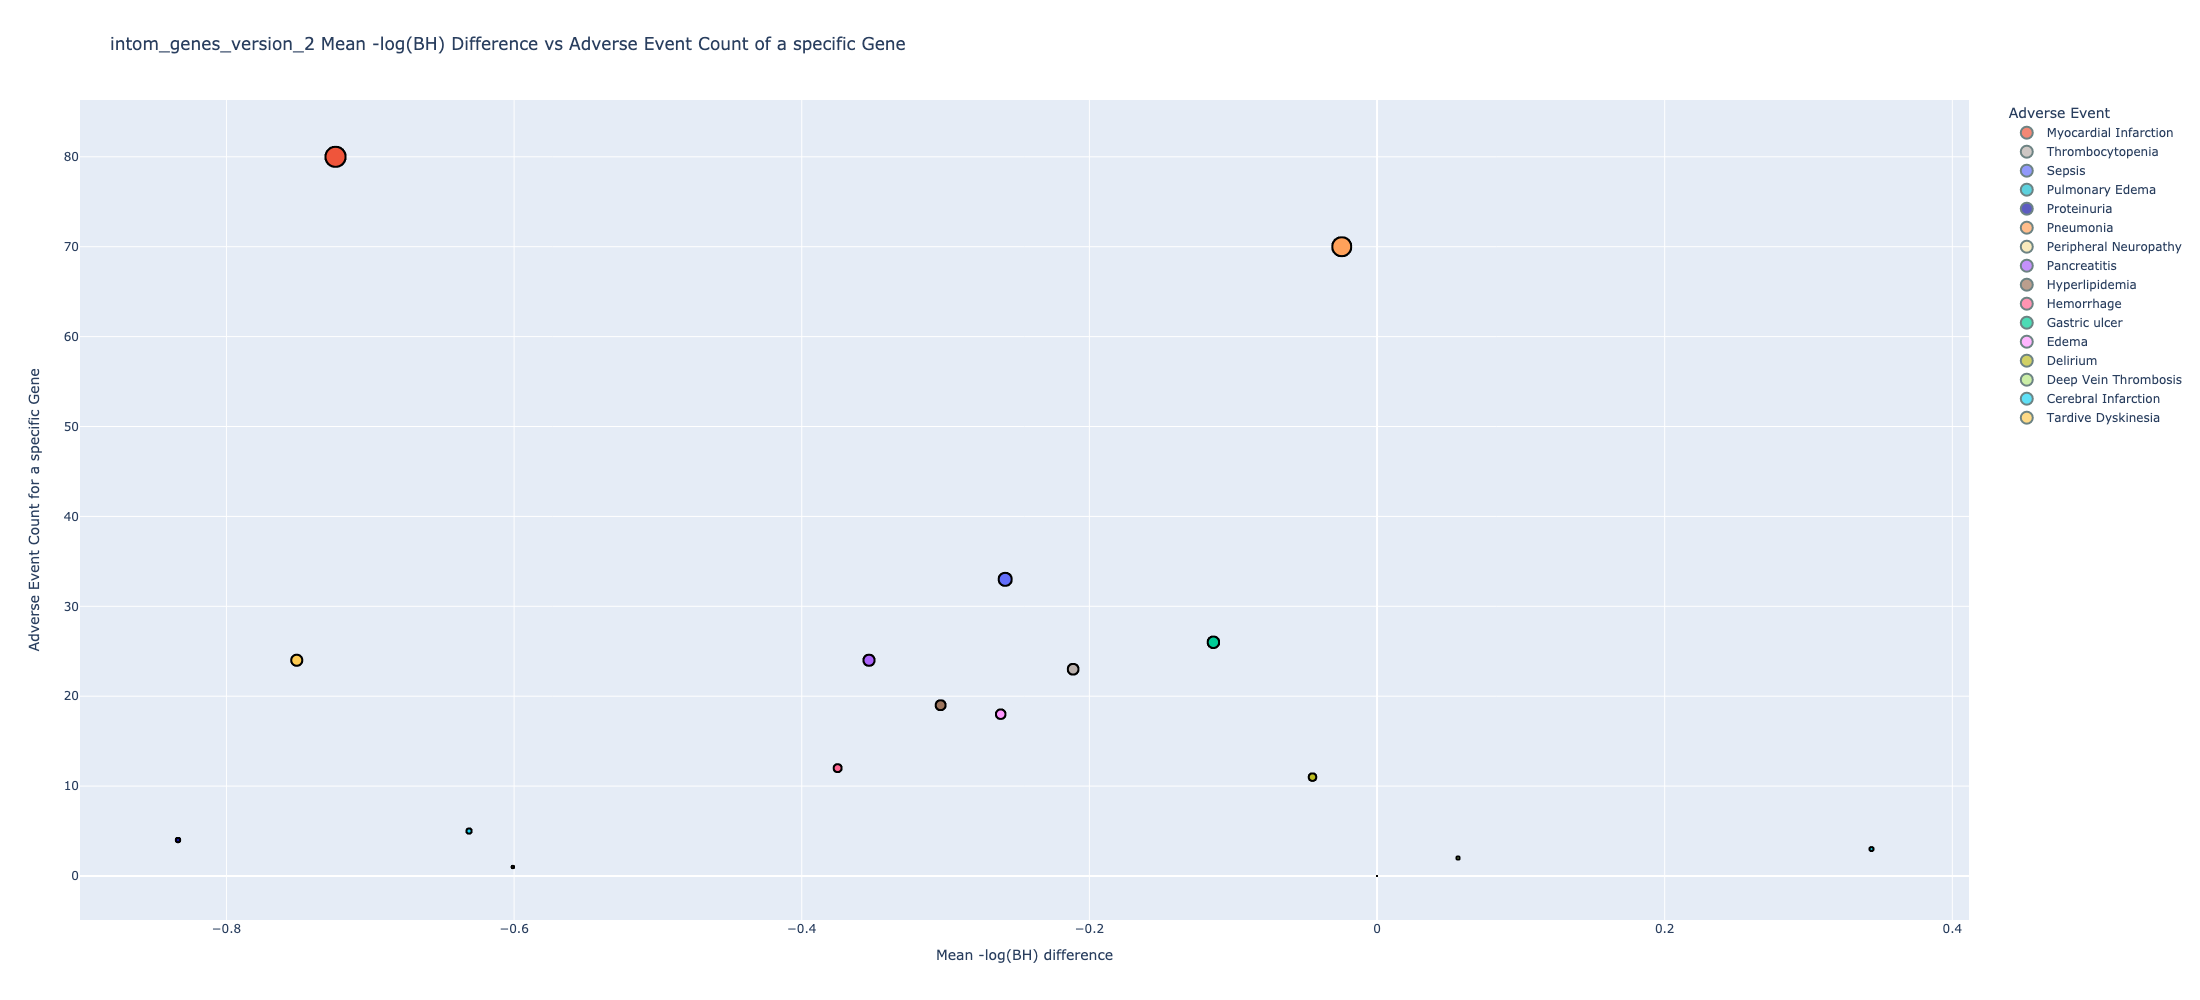 intom_genes_version_2 Mean -log(BH) Difference vs Adverse Event Count of a specific Gene
Adverse Event Count for a specific Gene
80
70
60
50
40
30
20
10
0
−0.8
−0.6
−0.4
−0.2
0
0.2
0.4
Mean -log(BH) difference
Adverse Event
Myocardial Infarction
Thrombocytopenia
Sepsis
Pulmonary Edema
Proteinuria
Pneumonia
Peripheral Neuropathy
Pancreatitis
Hyperlipidemia
Hemorrhage
Gastric ulcer
Edema
Delirium
Deep Vein Thrombosis
Cerebral Infarction
Tardive Dyskinesia